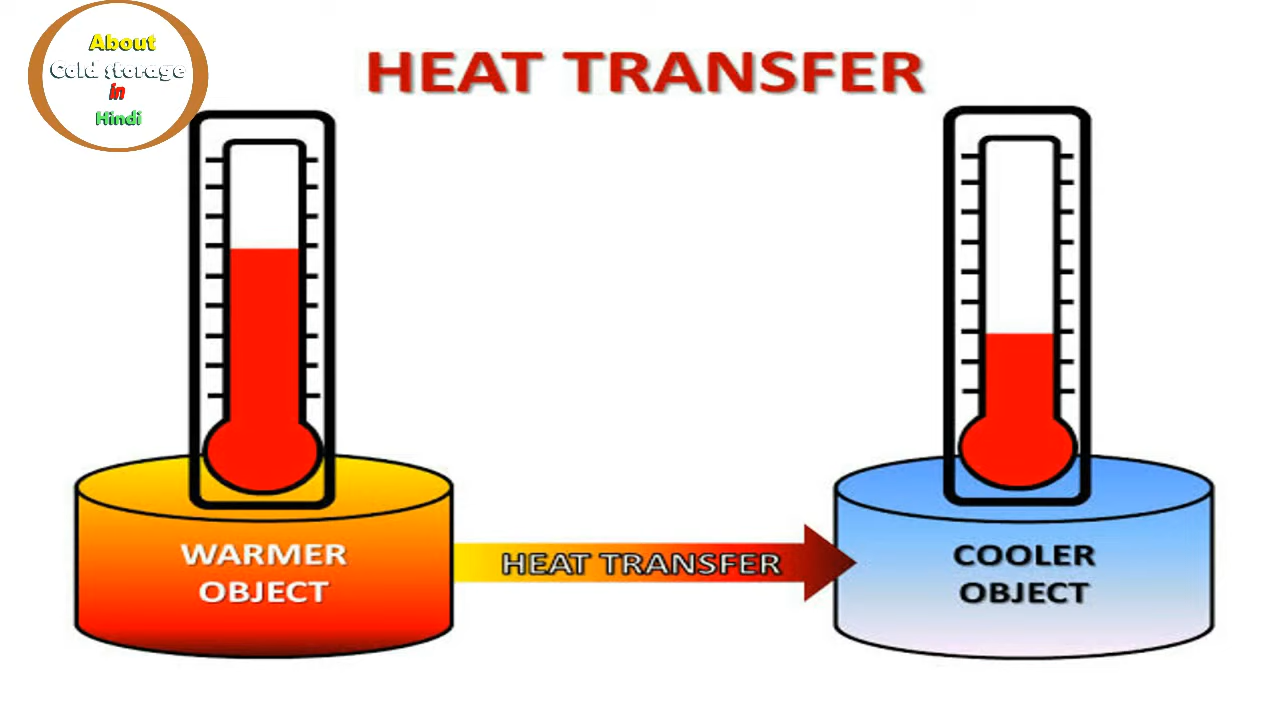 About
Cold storage
in
Hindi
HEAT TRANSFER
WARMER
OBJECT
HEAT TRANSFER
COOLER
OBJECT